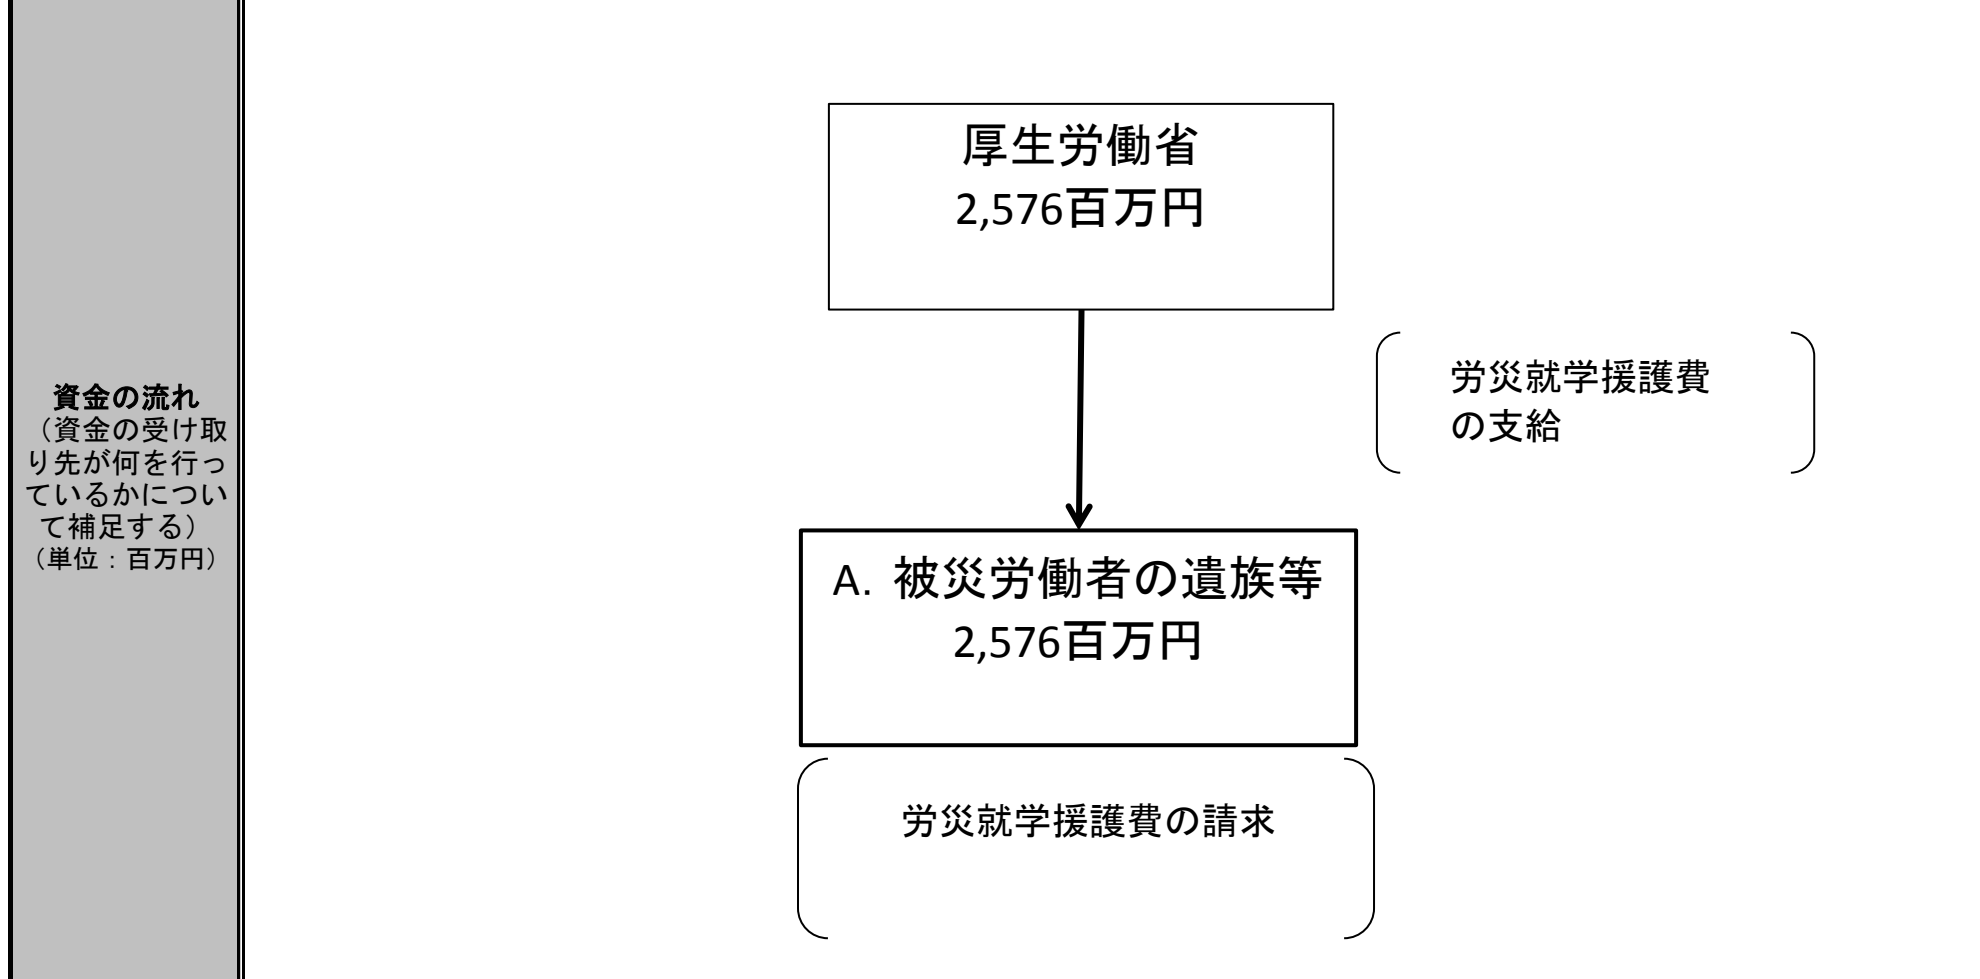 資金の流れ
（資金の受け取
り先が何を行っ
ているかについ
て補足する）
（単位：百万円）
厚生労働省
2,576百万円
労災就学援護費
の支給
A. 被災労働者の遺族等
2,576百万円
労災就学援護費の請求